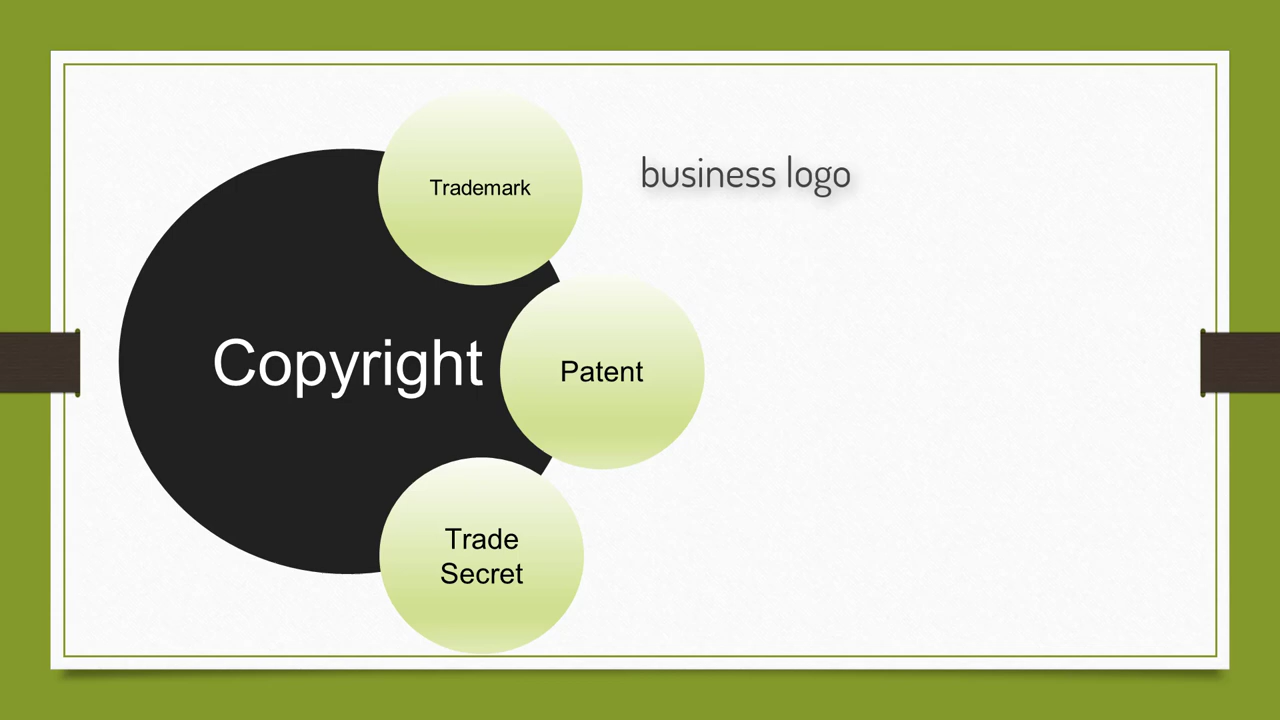 Trademark
business logo
Copyright
Patent
Trade
Secret